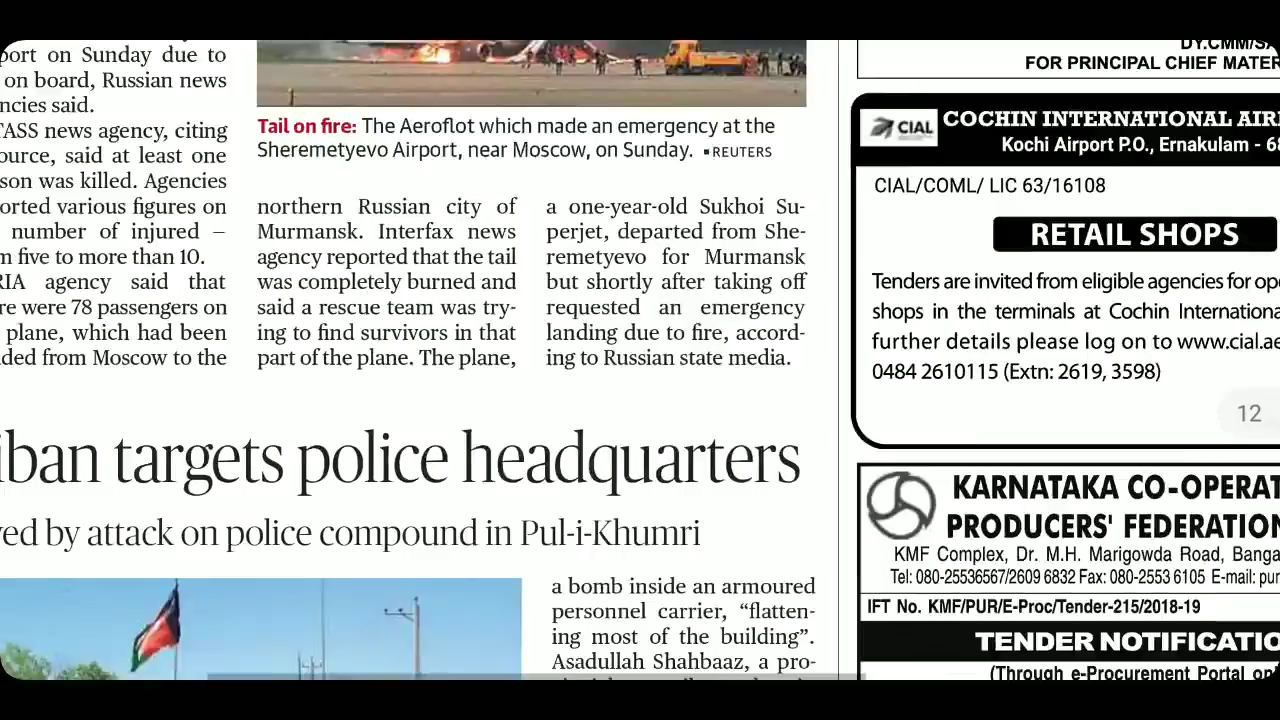 port on Sunday due to
on board, Russian news
ncies said.
TASS news agency, citing
ource, said at least one
son was killed. Agencies
orted various figures on
number of injured –
m five to more than 10.
RIA agency said that
re were 78 passengers on
plane, which had been
ded from Moscow to the
Tail on fire: The Aeroflot which made an emergency at the
Sheremetyevo Airport, near Moscow, on Sunday. ▪REUTERS
northern Russian city of
Murmansk. Interfax news
agency reported that the tail
was completely burned and
said a rescue team was try-
ing to find survivors in that
part of the plane. The plane,
a one-year-old Sukhoi Su-
perjet, departed from She-
remetyevo for Murmansk
but shortly after taking off
requested an emergency
landing due to fire, accord-
ing to Russian state media.
iban targets police headquarters
ved by attack on police compound in Pul-i-Khumri
a bomb inside an armoured
personnel carrier, “flatten-
ing most of the building”.
Asadullah Shahbaaz, a pro-
DY.CMM/SA
FOR PRINCIPAL CHIEF MATER
CIAL
COCHIN INTERNATIONAL AIR
Kochi Airport P.O., Ernakulam - 68
CIAL/COML/ LIC 63/16108
RETAIL SHOPS
Tenders are invited from eligible agencies for ope
shops in the terminals at Cochin Internationa
further details please log on to www.cial.ae
0484 2610115 (Extn: 2619, 3598)
12
KARNATAKA CO-OPERAT
PRODUCERS' FEDERATION
KMF Complex, Dr. M.H. Marigowda Road, Banga
Tel: 080-25536567/2609 6832 Fax: 080-2553 6105 E-mail: pur
IFT No. KMF/PUR/E-Proc/Tender-215/2018-19
TENDER NOTIFICATIO
(Through e-Procurement Portal onl